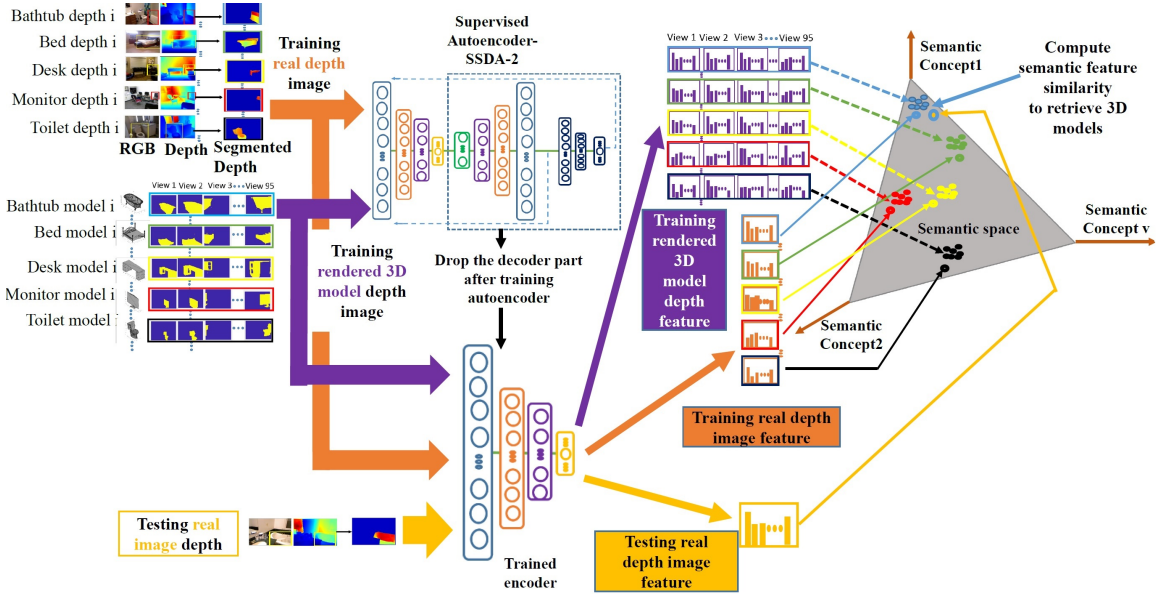 Bathtub depth i
Bed depth i
Desk depth i
Monitor depth i
Toilet depth i
RGB Depth Segmented
Depth
Training
real depth
image
Supervised
Autoencoder-
SSDA-2
View 1 View 2 View 3 View 95
Bathtub model i
Bed model i
Desk model i
Monitor model i
Toilet model
Training
rendered 3D
model depth
image
Drop the decoder part
after training
autoencoder
View 1 View 2 View 3 View 95
Training
rendered
3D
model
depth
feature
Semantic
Concept1
Compute
semantic feature
similarity
to retrieve 3D
models
Semantic
Concept v
Semantic space
Semantic
Concept2
Training real depth
image feature
Testing real
image depth
Trained
encoder
Testing real
depth image
feature